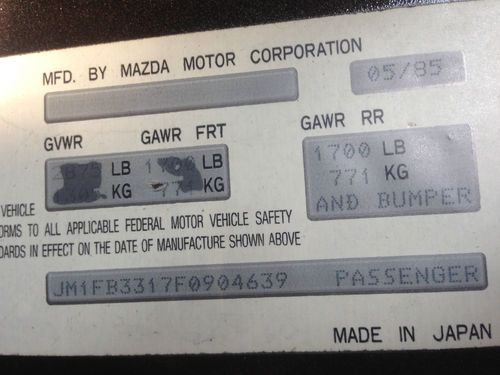 MFD. BY MAZDA MOTOR CORPORATION 05/85
GVWR GAWR FRT GAWR RR
LB LB 1700 LB
KG 771 KG 771 KG
AND BUMPER
VEHICLE
ORMS TO ALL APPLICABLE FEDERAL MOTOR VEHICLE SAFETY
DARDS IN EFFECT ON THE DATE OF MANUFACTURE SHOWN ABOVE
JM1FB3317F0904639 PASSENGER
MADE IN JAPAN